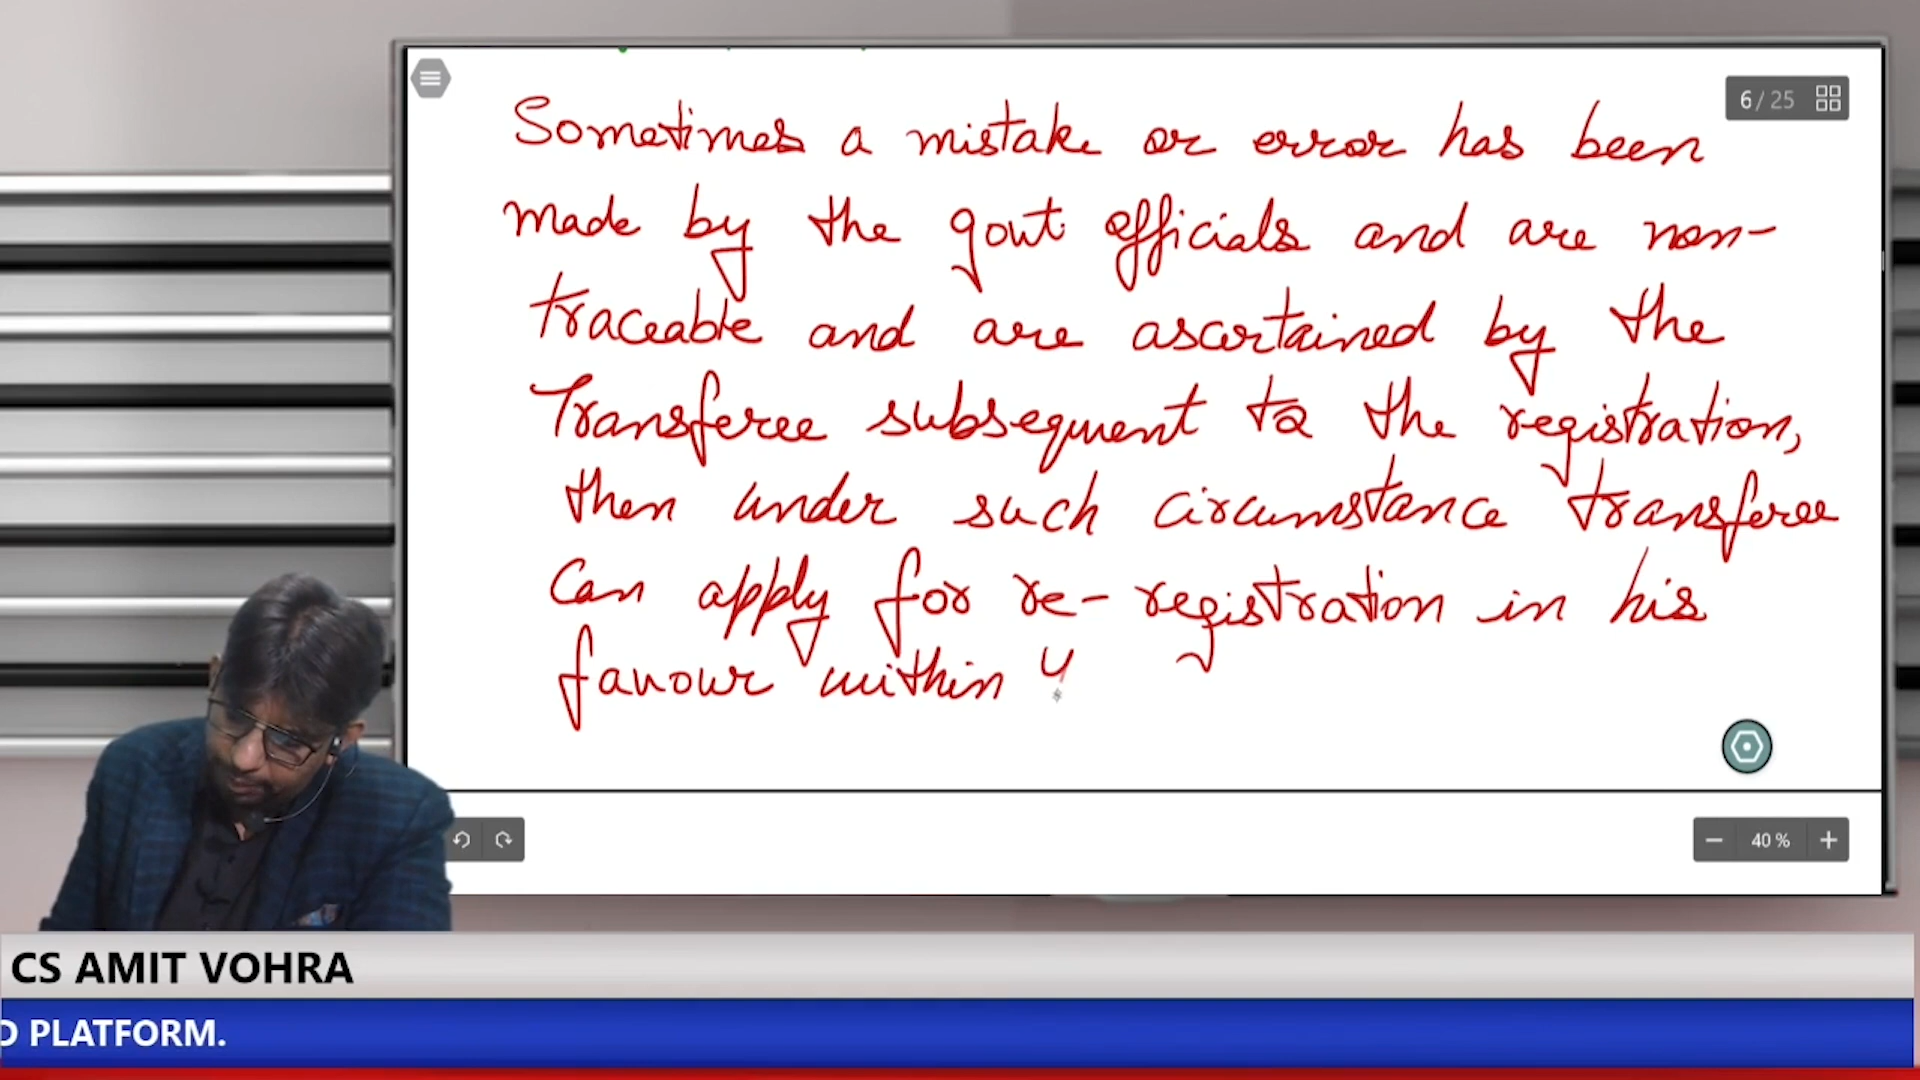 6/25
Sometimes a mistake or error has been
made by the govt officials and are non-
traceable and are ascertained by the
Transferee subsequent to the registration,
then under such circumstance transferee
can apply for re-registration in his
favour within 4
40 %
CS AMIT VOHRA
D PLATFORM.